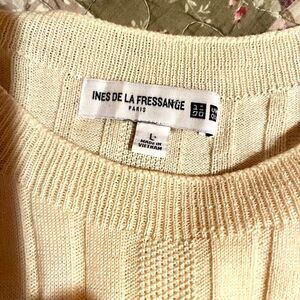 INES DE LA FRESSANGE
PARIS
L
MADE IN
VIETNAM